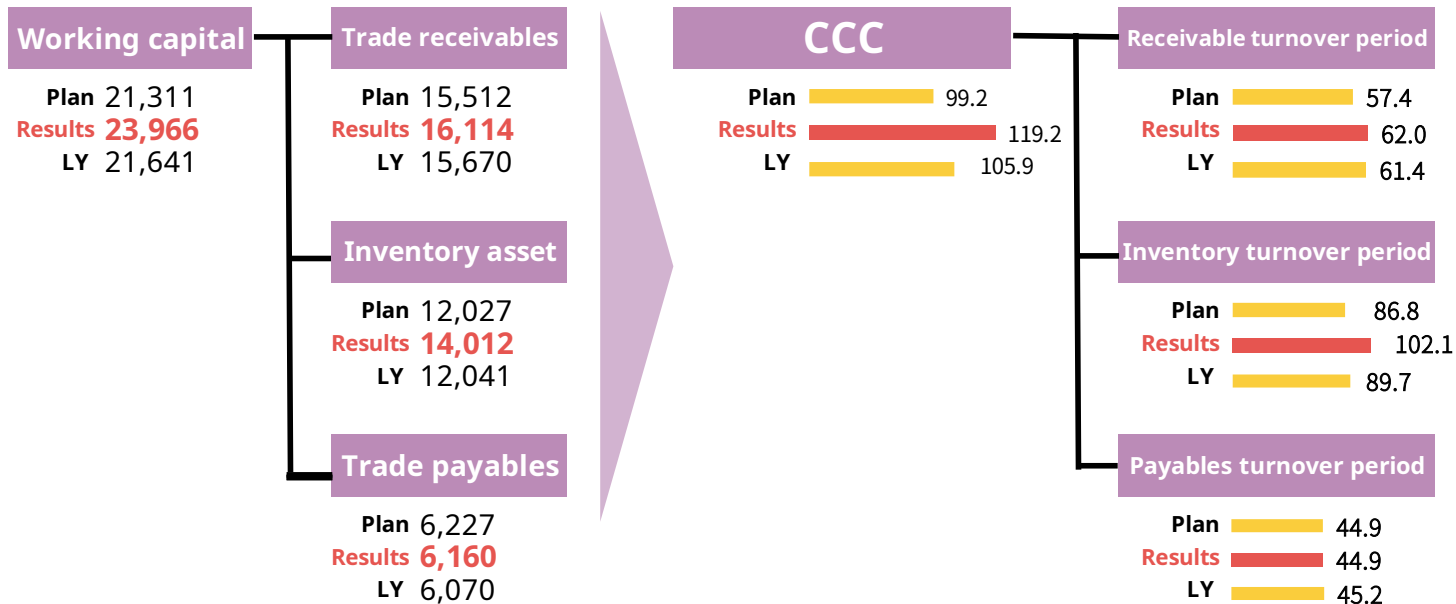 Working capital
Plan 21,311
Results 23,966
LY 21,641
Trade receivables
Plan 15,512
Results 16,114
LY 15,670
Inventory asset
Plan 12,027
Results 14,012
LY 12,041
Trade payables
Plan 6,227
Results 6,160
LY 6,070
CCC
Plan 99.2
Results 119.2
LY 105.9
Receivable turnover period
Plan 57.4
Results 62.0
LY 61.4
Inventory turnover period
Plan 86.8
Results 102.1
LY 89.7
Payables turnover period
Plan 44.9
Results 44.9
LY 45.2